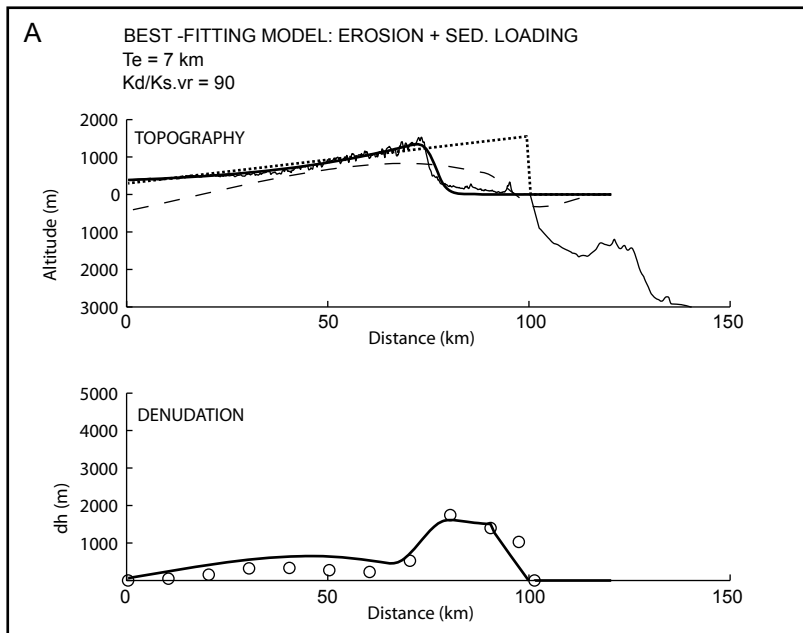 A
BEST -FITTING MODEL: EROSION + SED. LOADING
Te = 7 km
Kd/Ks.vr = 90
TOPOGRAPHY
Altitude (m)
2000
1000
0
1000
2000
3000
0
50
100
150
Distance (km)
DENUDATION
dh (m)
5000
4000
3000
2000
1000
0
50
100
150
Distance (km)